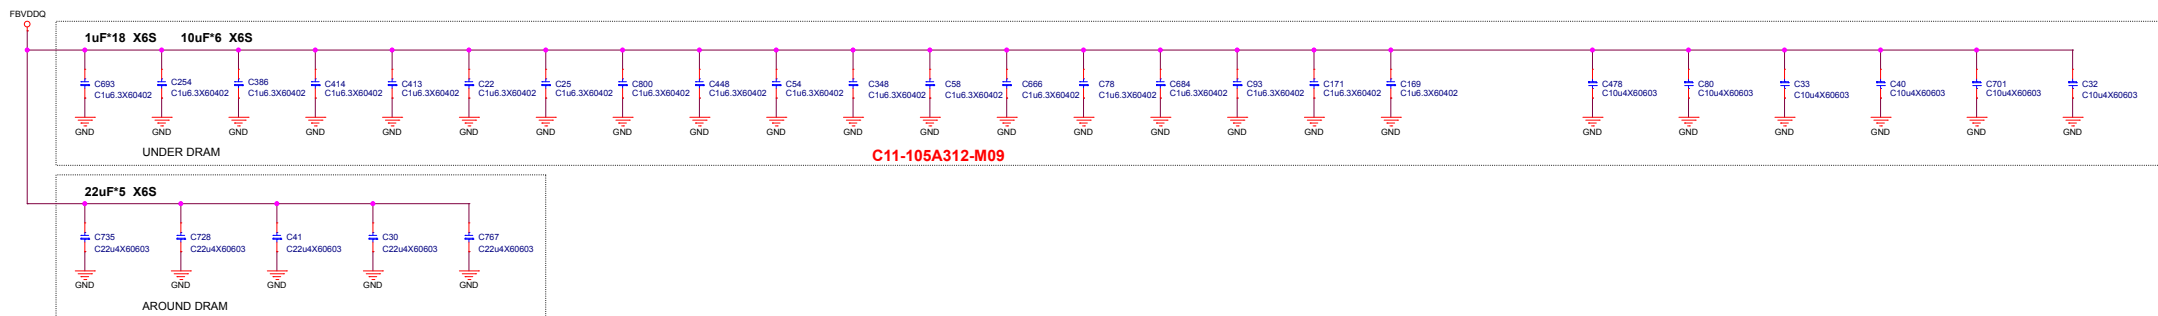 FBVDDQ
1uF*18 X6S 10uF*6 X6S
C693 C254 C386 C414 C413 C22 C25 C800 C448 C54 C348 C58 C666 C78 C684 C93 C171 C169 C478 C80 C33 C40 C701 C32
C1u6.3X60402 C1u6.3X60402 C1u6.3X60402 C1u6.3X60402 C1u6.3X60402 C1u6.3X60402 C1u6.3X60402 C1u6.3X60402 C1u6.3X60402 C1u6.3X60402 C1u6.3X60402 C1u6.3X60402 C1u6.3X60402 C1u6.3X60402 C1u6.3X60402 C1u6.3X60402 C1u6.3X60402 C1u6.3X60402 C10u4X60603 C10u4X60603 C10u4X60603 C10u4X60603 C10u4X60603 C10u4X60603
GND GND GND GND GND GND GND GND GND GND GND GND GND GND GND GND GND GND GND GND GND GND GND GND
UNDER DRAM
C11-105A312-M09
22uF*5 X6S
C735 C728 C41 C30 C767
C22u4X60603 C22u4X60603 C22u4X60603 C22u4X60603 C22u4X60603
GND GND GND GND GND
AROUND DRAM